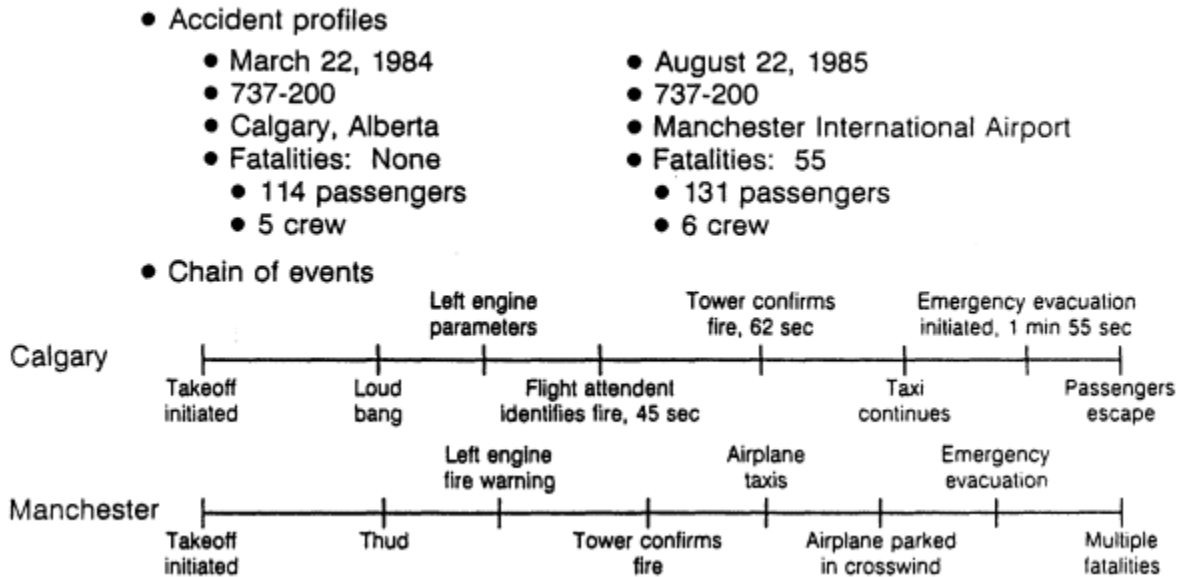 • Accident profiles
• March 22, 1984
• 737-200
• Calgary, Alberta
• Fatalities: None
• 114 passengers
• 5 crew
• August 22, 1985
• 737-200
• Manchester International Airport
• Fatalities: 55
• 131 passengers
• 6 crew
• Chain of events
Calgary
Takeoff
initiated
Loud
bang
Left engine
parameters
Flight attendent
identifies fire, 45 sec
Tower confirms
fire, 62 sec
Taxi
continues
Emergency evacuation
initiated, 1 min 55 sec
Passengers
escape
Manchester
Takeoff
initiated
Thud
Left engine
fire warning
Tower confirms
fire
Airplane
taxis
Airplane parked
in crosswind
Emergency
evacuation
Multiple
fatalities